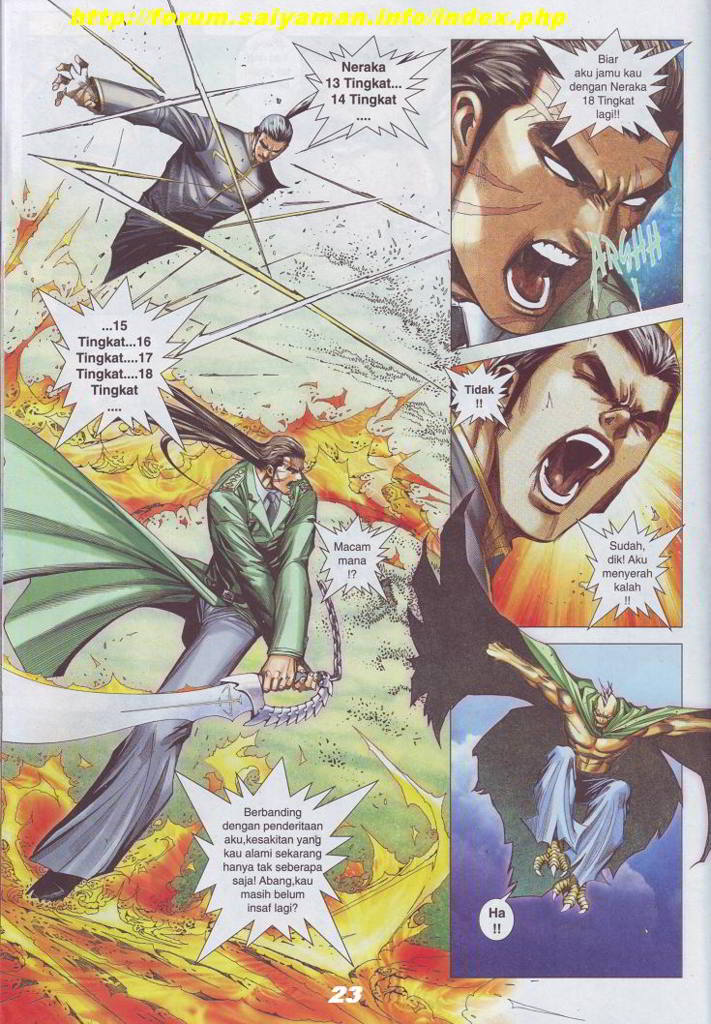 http://forum.saiyaman.info/index.php
Neraka
13 Tingkat...
14 Tingkat
....
...15
Tingkat...16
Tingkat....17
Tingkat....18
Tingkat
....
Macam
mana
!?
Berbanding
dengan penderitaan
aku,kesakitan yang
kau alami sekarang
hanya tak seberapa
saja! Abang,kau
masih belum
insaf lagi?
Biar
aku jamu kau
dengan Neraka
18 Tingkat
lagi!!
ARGHH
Tidak
!!
Sudah,
dik! Aku
menyerah
kalah
!!
Ha
!!
23